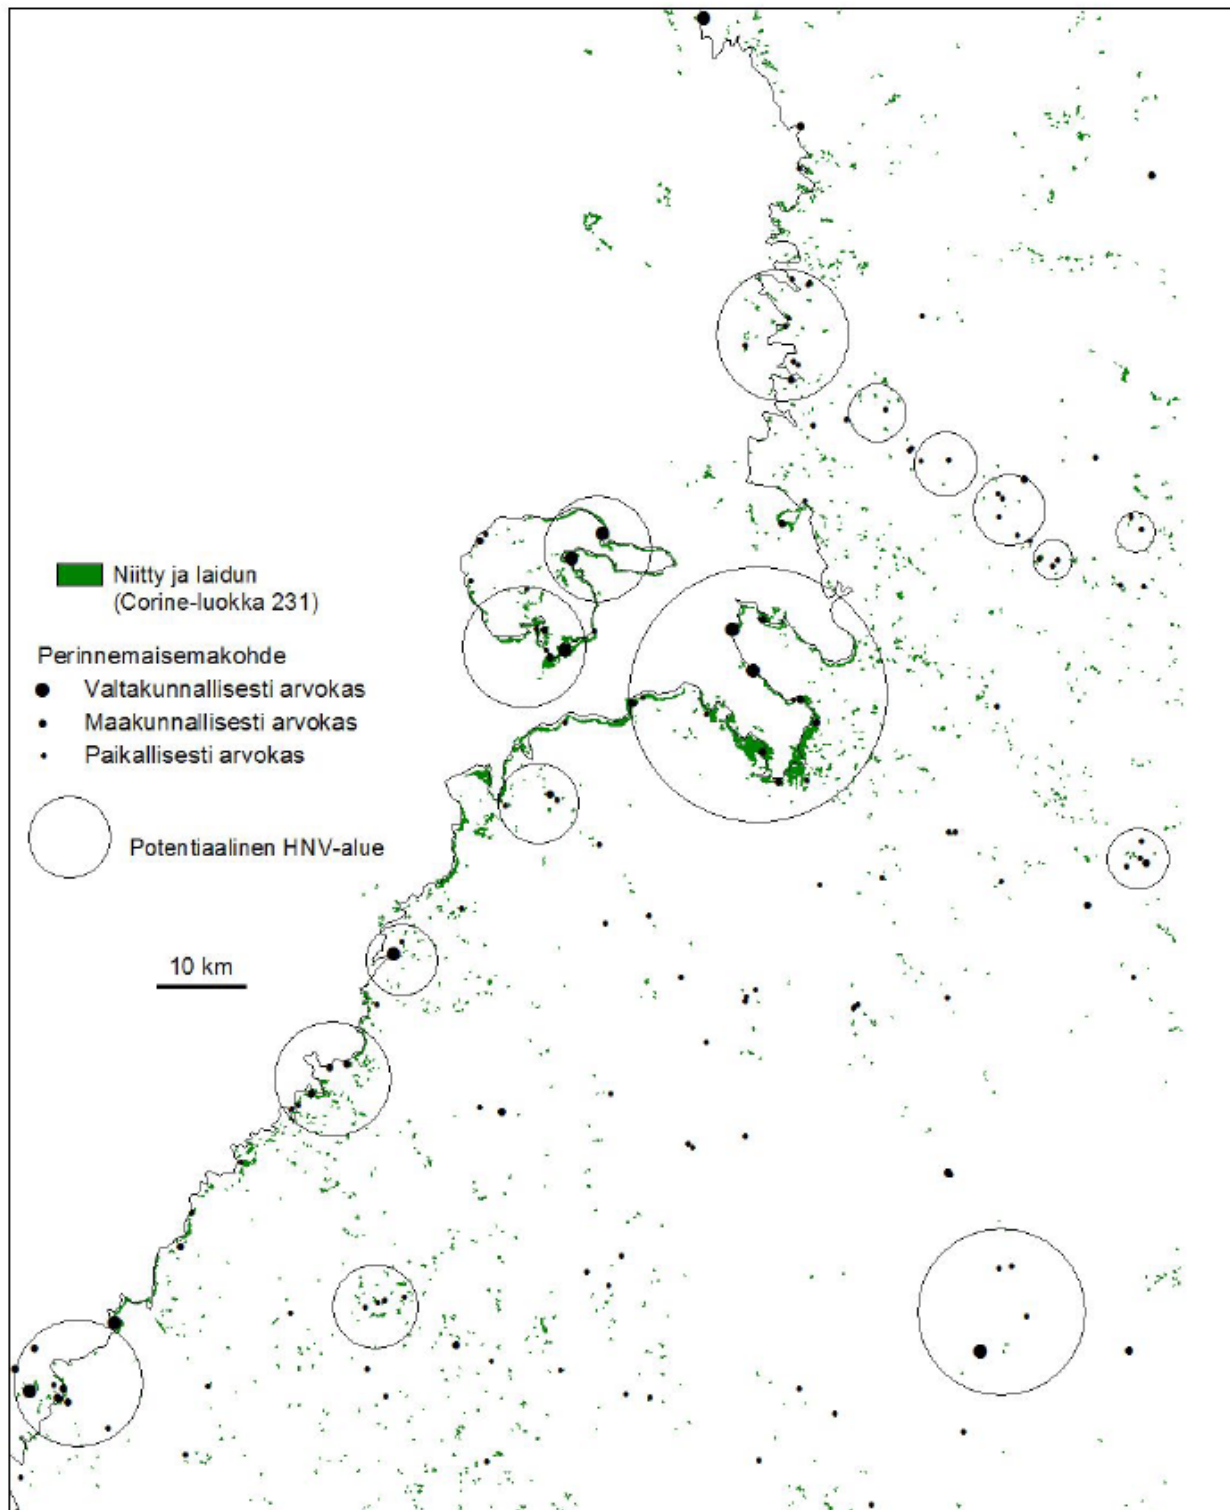 Niitty ja laidun
(Corine-luokka 231)
Perinnemaisemakohde
Valtakunnallisesti arvokas
Maakunnallisesti arvokas
Paikallisesti arvokas
Potentiaalinen HNV-alue
10 km